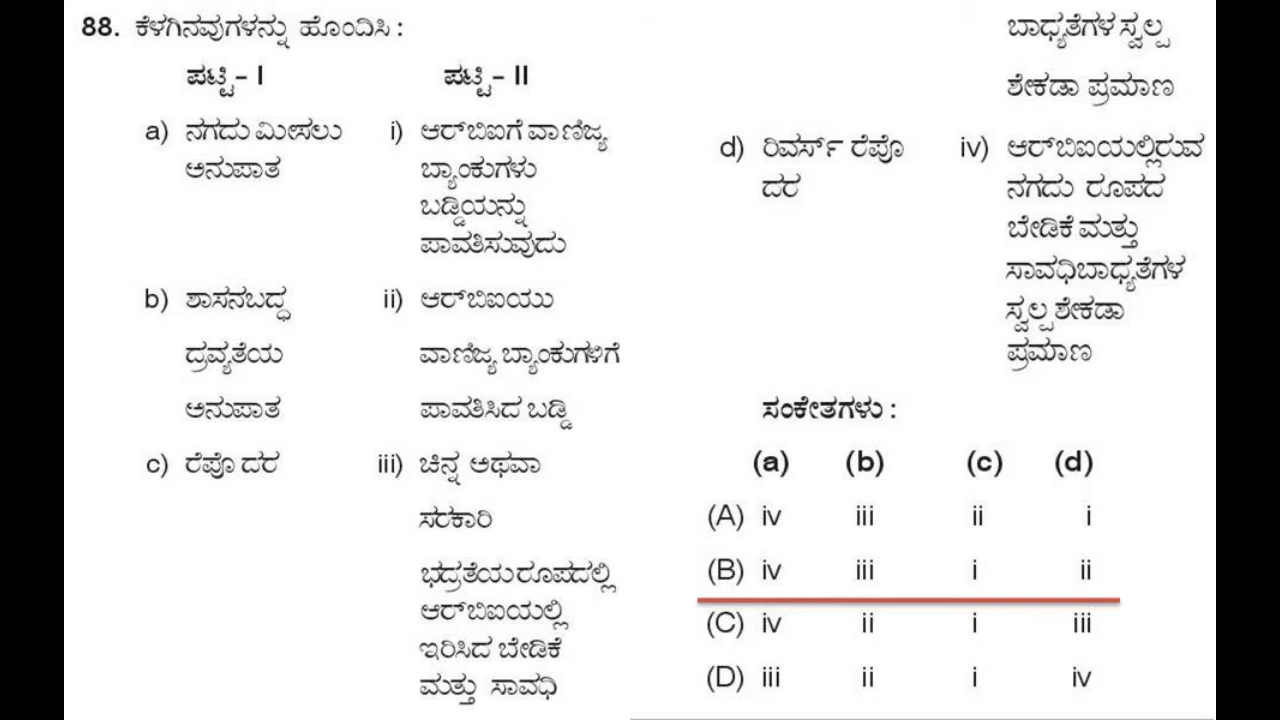 88. ಕೆಳಗಿನವುಗಳನ್ನು ಹೊಂದಿಸಿ :
ಪಟ್ಟಿ – I ಪಟ್ಟಿ – II
a) ನಗದು ಮೀಸಲು i) ಆರ್‌ಬಿಐಗೆ ವಾಣಿಜ್ಯ
ಅನುಪಾತ ಬ್ಯಾಂಕುಗಳು
ಬಡ್ಡಿಯನ್ನು
ಪಾವತಿಸುವುದು
b) ಶಾಸನಬದ್ಧ ii) ಆರ್‌ಬಿಐಯು
ದ್ರವ್ಯತೆಯ ವಾಣಿಜ್ಯ ಬ್ಯಾಂಕುಗಳಿಗೆ
ಅನುಪಾತ ಪಾವತಿಸಿದ ಬಡ್ಡಿ
c) ರೆಪೊ ದರ iii) ಚಿನ್ನ ಅಥವಾ
ಸರಕಾರಿ
ಭದ್ರತೆಯ ರೂಪದಲ್ಲಿ
ಆರ್‌ಬಿಐಯಲ್ಲಿ
ಇರಿಸಿದ ಬೇಡಿಕೆ
ಮತ್ತು ಸಾವಧಿ
ಬಾಧ್ಯತೆಗಳ ಸ್ವಲ್ಪ
ಶೇಕಡಾ ಪ್ರಮಾಣ
d) ರಿವರ್ಸ್ ರೆಪೊ iv) ಆರ್‌ಬಿಐಯಲ್ಲಿರುವ
ದರ ನಗದು ರೂಪದ
ಬೇಡಿಕೆ ಮತ್ತು
ಸಾವಧಿಬಾಧ್ಯತೆಗಳ
ಸ್ವಲ್ಪ ಶೇಕಡಾ
ಪ್ರಮಾಣ
ಸಂಕೇತಗಳು :
(a) (b) (c) (d)
(A) iv iii ii i
(B) iv iii i ii
(C) iv ii i iii
(D) iii ii i iv